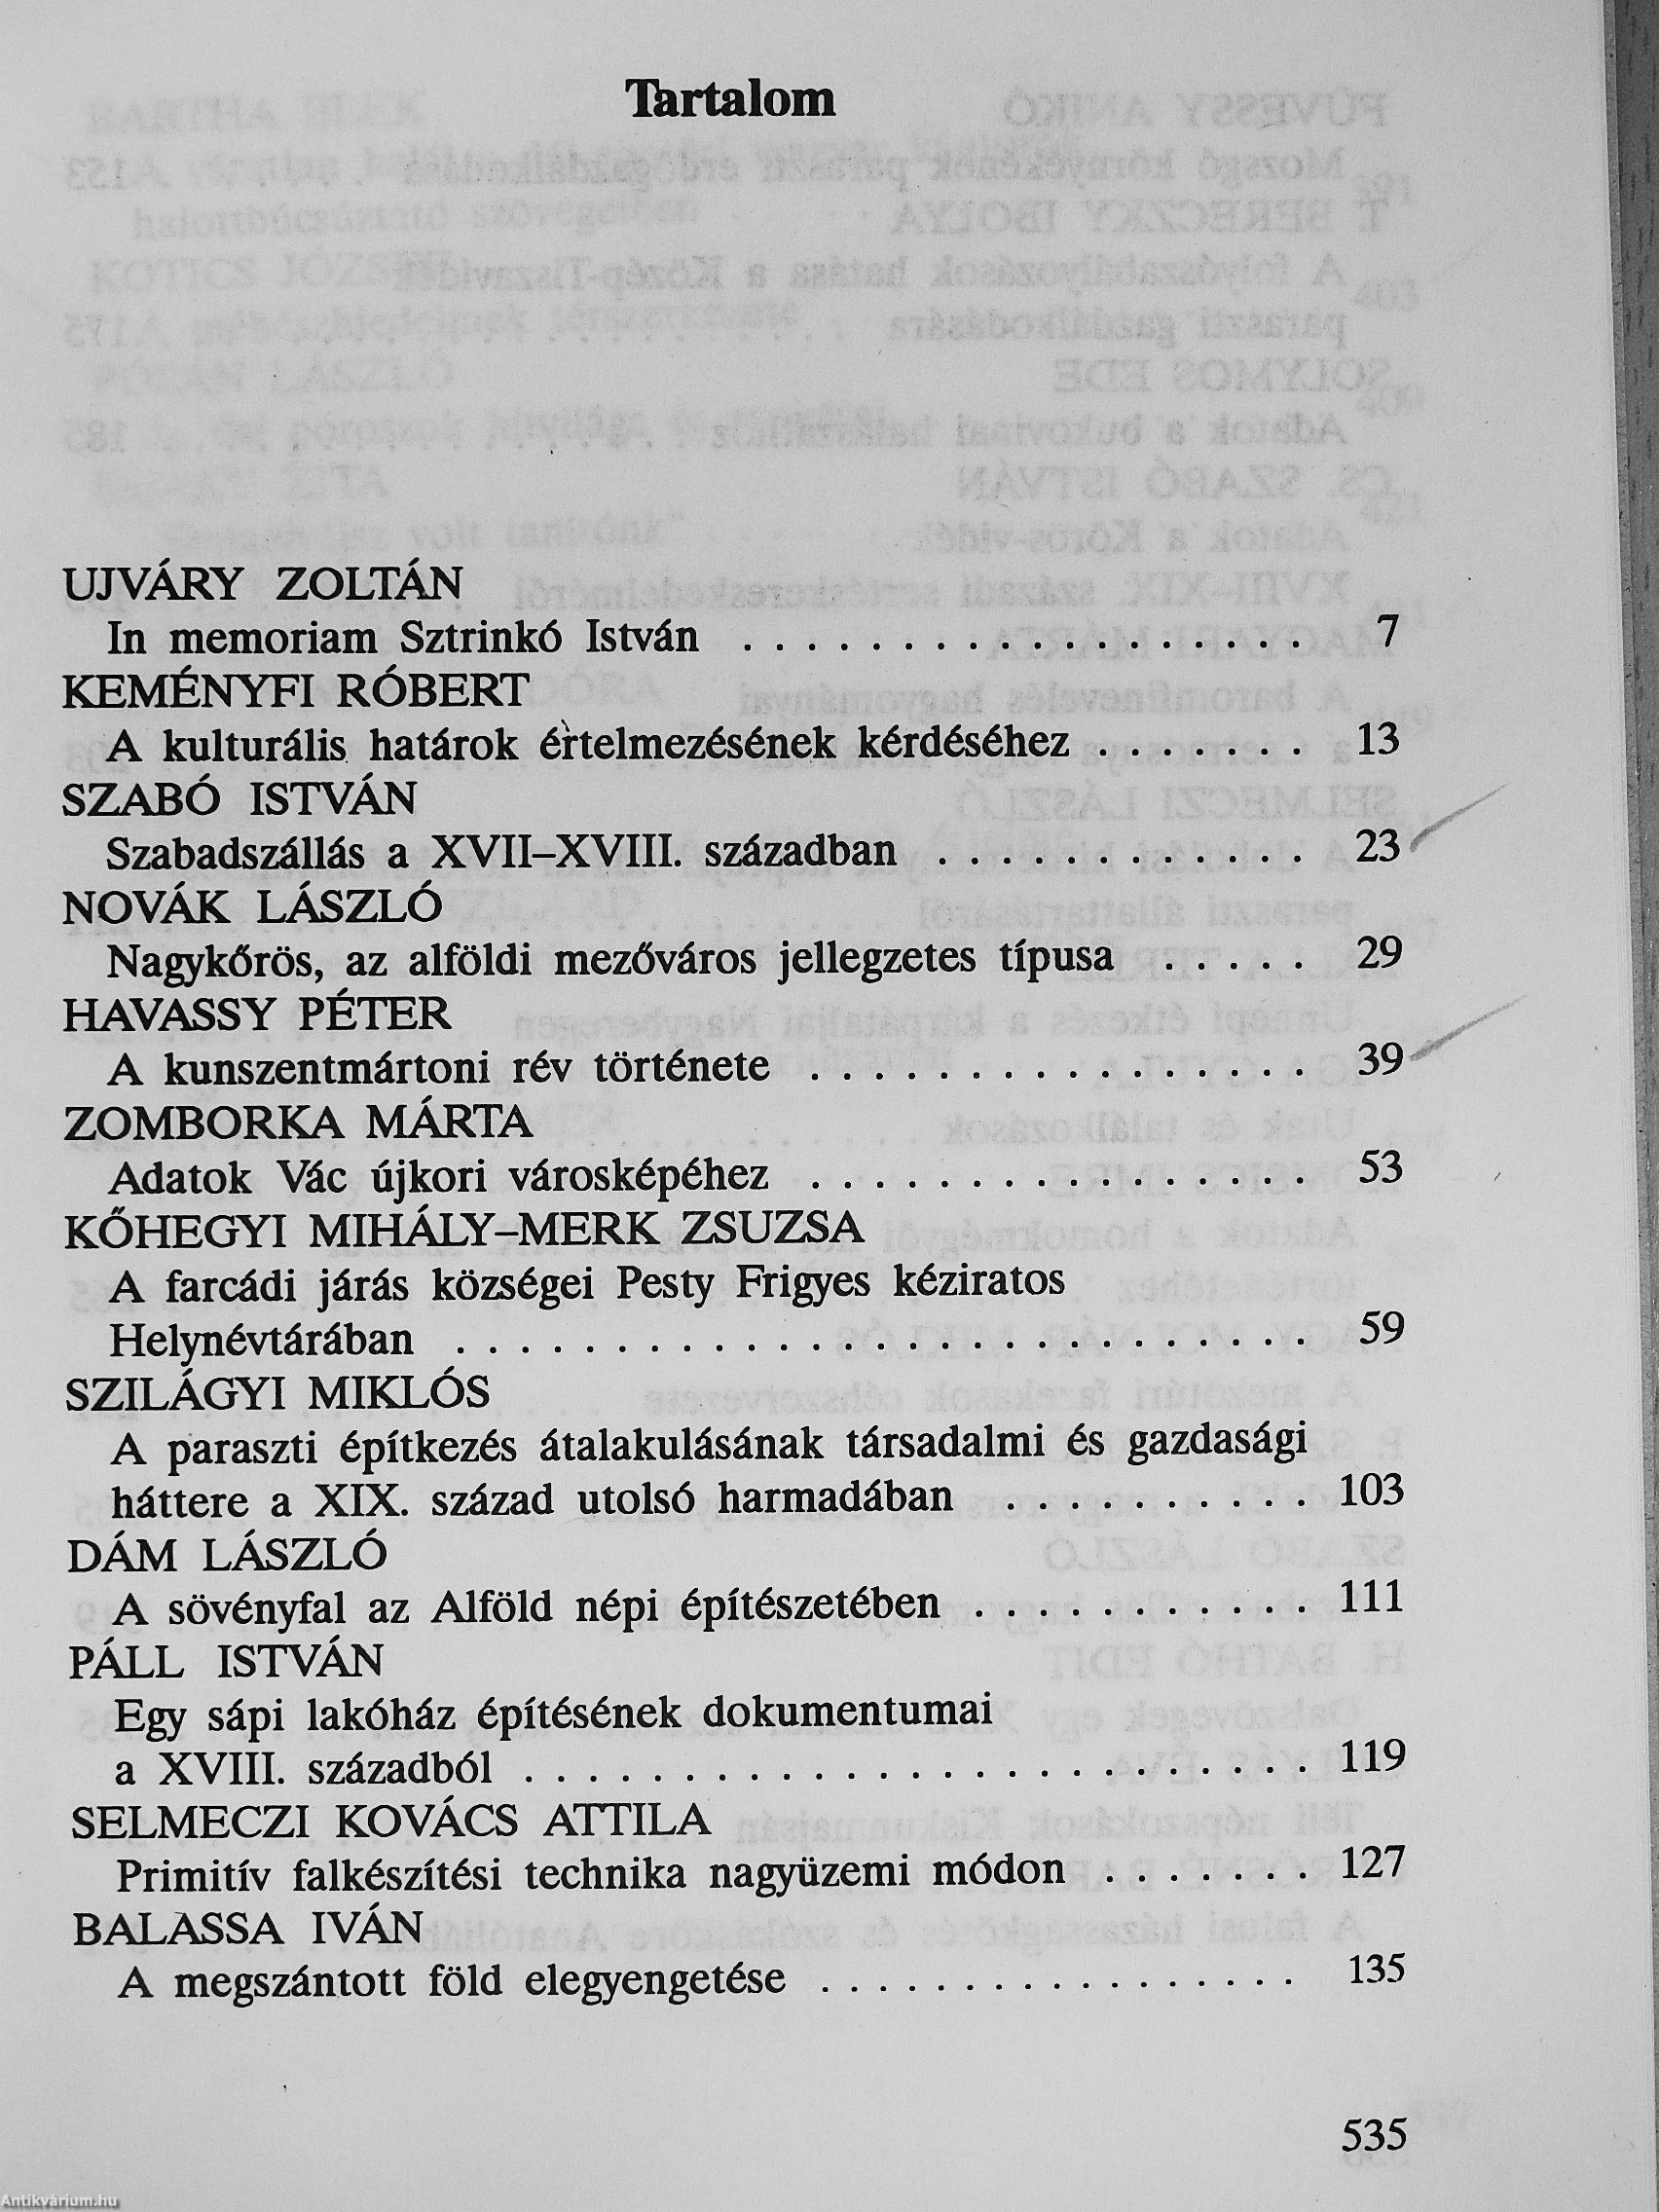 Tartalom
UJVÁRY ZOLTÁN
In memoriam Sztrinkó István . . . . . . . . . . . . . . . . . . 7
KEMÉNYFI RÓBERT
A kulturális határok értelmezésének kérdéséhez . . . . . . . 13
SZABÓ ISTVÁN
Szabadszállás a XVII–XVIII. században . . . . . . . . . . . . 23
NOVÁK LÁSZLÓ
Nagykőrös, az alföldi mezőváros jellegzetes típusa . . . . . 29
HAVASSY PÉTER
A kunszentmártoni rév története . . . . . . . . . . . . . . . . 39
ZOMBORKA MÁRTA
Adatok Vác újkori városképéhez . . . . . . . . . . . . . . . . 53
KŐHEGYI MIHÁLY–MERK ZSUZSA
A farcádi járás községei Pesty Frigyes kéziratos
Helynévtárában . . . . . . . . . . . . . . . . . . . . . . . . . . . 59
SZILÁGYI MIKLÓS
A paraszti építkezés átalakulásának társadalmi és gazdasági
háttere a XIX. század utolsó harmadában . . . . . . . . . . 103
DÁM LÁSZLÓ
A sövényfal az Alföld népi építészetében . . . . . . . . . . . 111
PÁLL ISTVÁN
Egy sápi lakóház építésének dokumentumai
a XVIII. századból . . . . . . . . . . . . . . . . . . . . . . . . . 119
SELMECZI KOVÁCS ATTILA
Primitív falkészítési technika nagyüzemi módon . . . . . . . 127
BALASSA IVÁN
A megszántott föld elegyengetése . . . . . . . . . . . . . . . . . 135
535
Antikvárium.hu